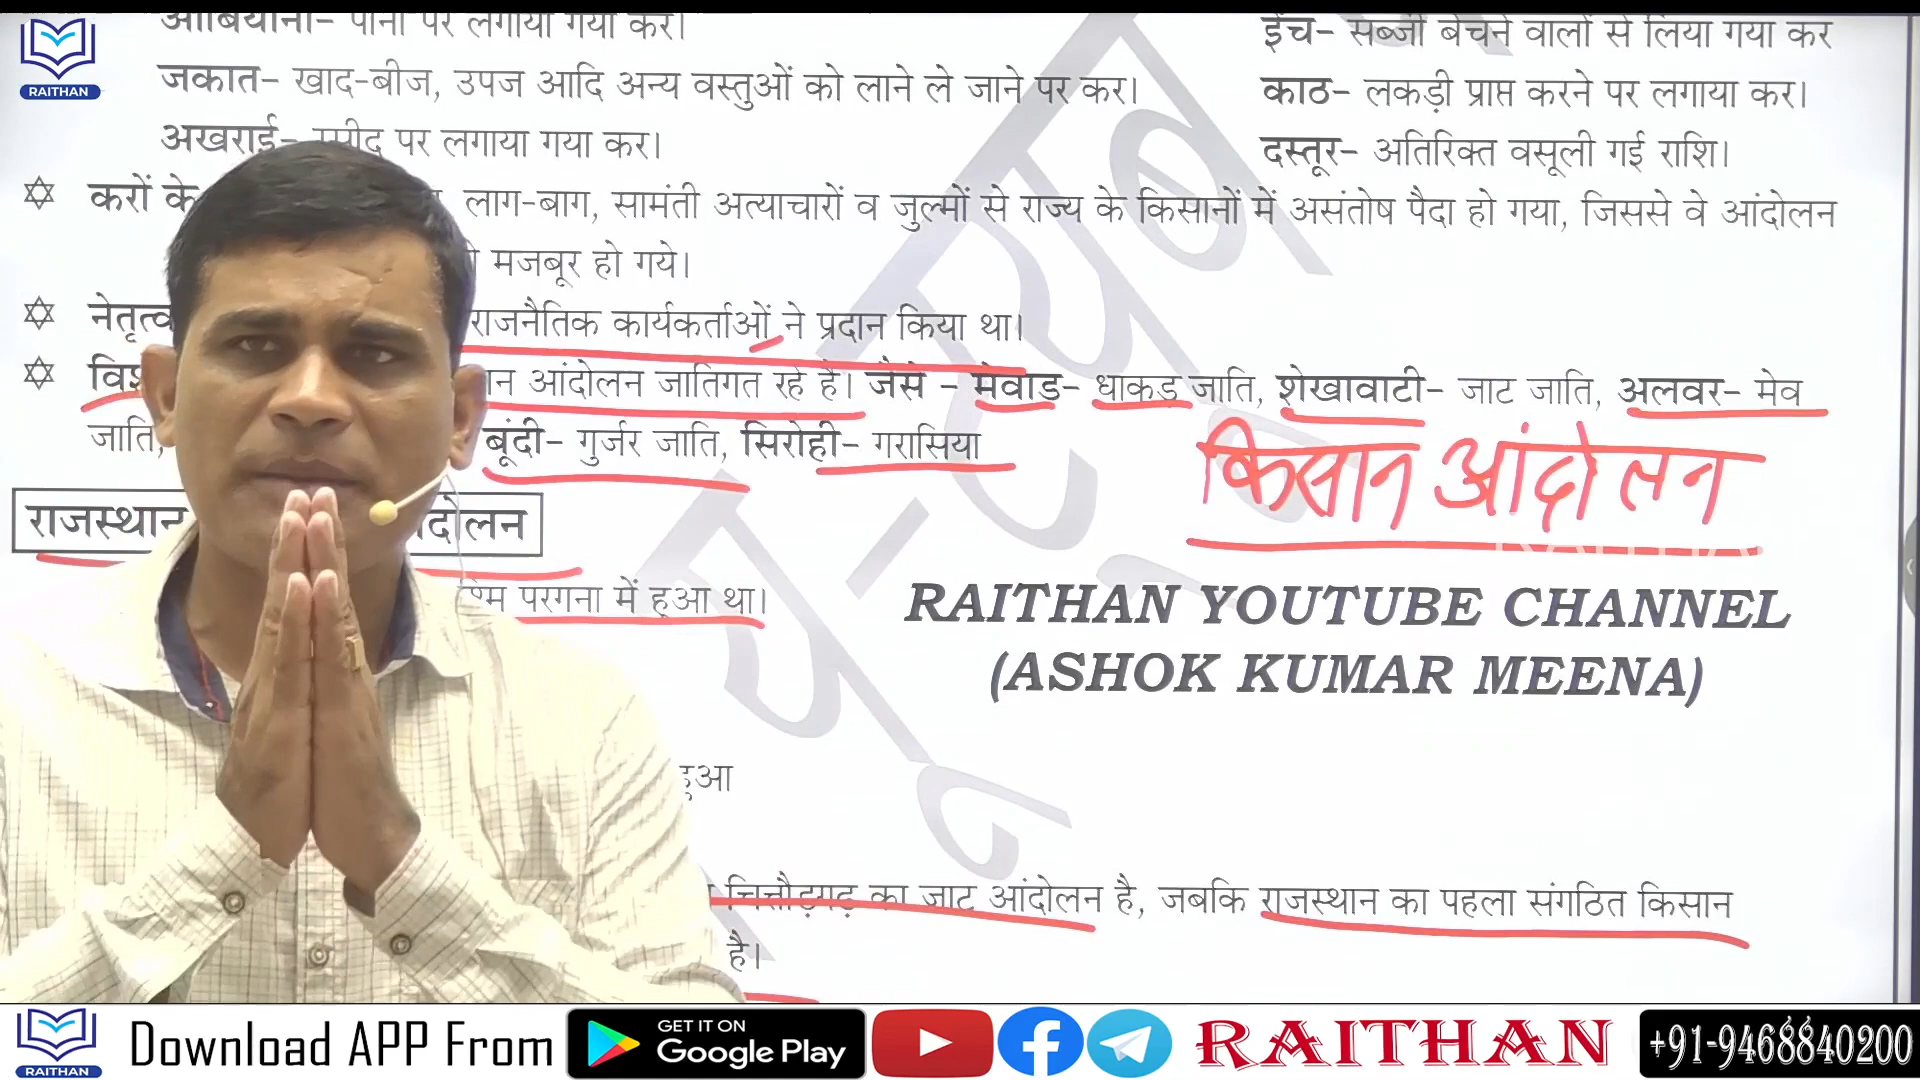 आबियाना– पानी पर लगाया गया कर।
इंच– सब्जी बेचने वालों से लिया गया कर
RAITHAN
जकात– खाद-बीज, उपज आदि अन्य वस्तुओं को लाने ले जाने पर कर।
काठ– लकड़ी प्राप्त करने पर लगाया कर।
अखराई– रसीद पर लगाया गया कर।
दस्तूर– अतिरिक्त वसूली गई राशि।
करों के लाग-बाग, सामंती अत्याचारों व जुल्मों से राज्य के किसानों में असंतोष पैदा हो गया, जिससे वे आंदोलन
मजबूर हो गये।
राजनैतिक कार्यकर्ताओं ने प्रदान किया था।
आंदोलन जातिगत रहे है। जैसे – मेवाड– धाकड जाति, शेखावाटी– जाट जाति, अलवर– मेव
जाति, बूंदी– गुर्जर जाति, सिरोही– गरासिया
किसान आंदोलन
राजस्थान
परगना में हुआ था।
RAITHAN YOUTUBE CHANNEL
(ASHOK KUMAR MEENA)
हुआ
चित्तौड़गढ़ का जाट आंदोलन है, जबकि राजस्थान का पहला संगठित किसान
है।
RAITHAN
Download APP From
GET IT ON
Google Play
RAITHAN
+91-9468840200